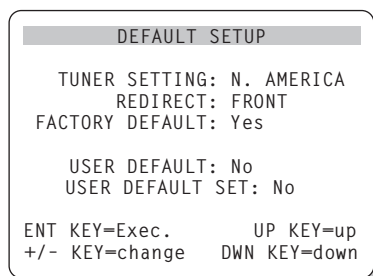 DEFAULT SETUP
TUNER SETTING: N. AMERICA
REDIRECT: FRONT
FACTORY DEFAULT: Yes
USER DEFAULT: No
USER DEFAULT SET: No
ENT KEY=Exec. UP KEY=up
+/- KEY=change DWN KEY=down